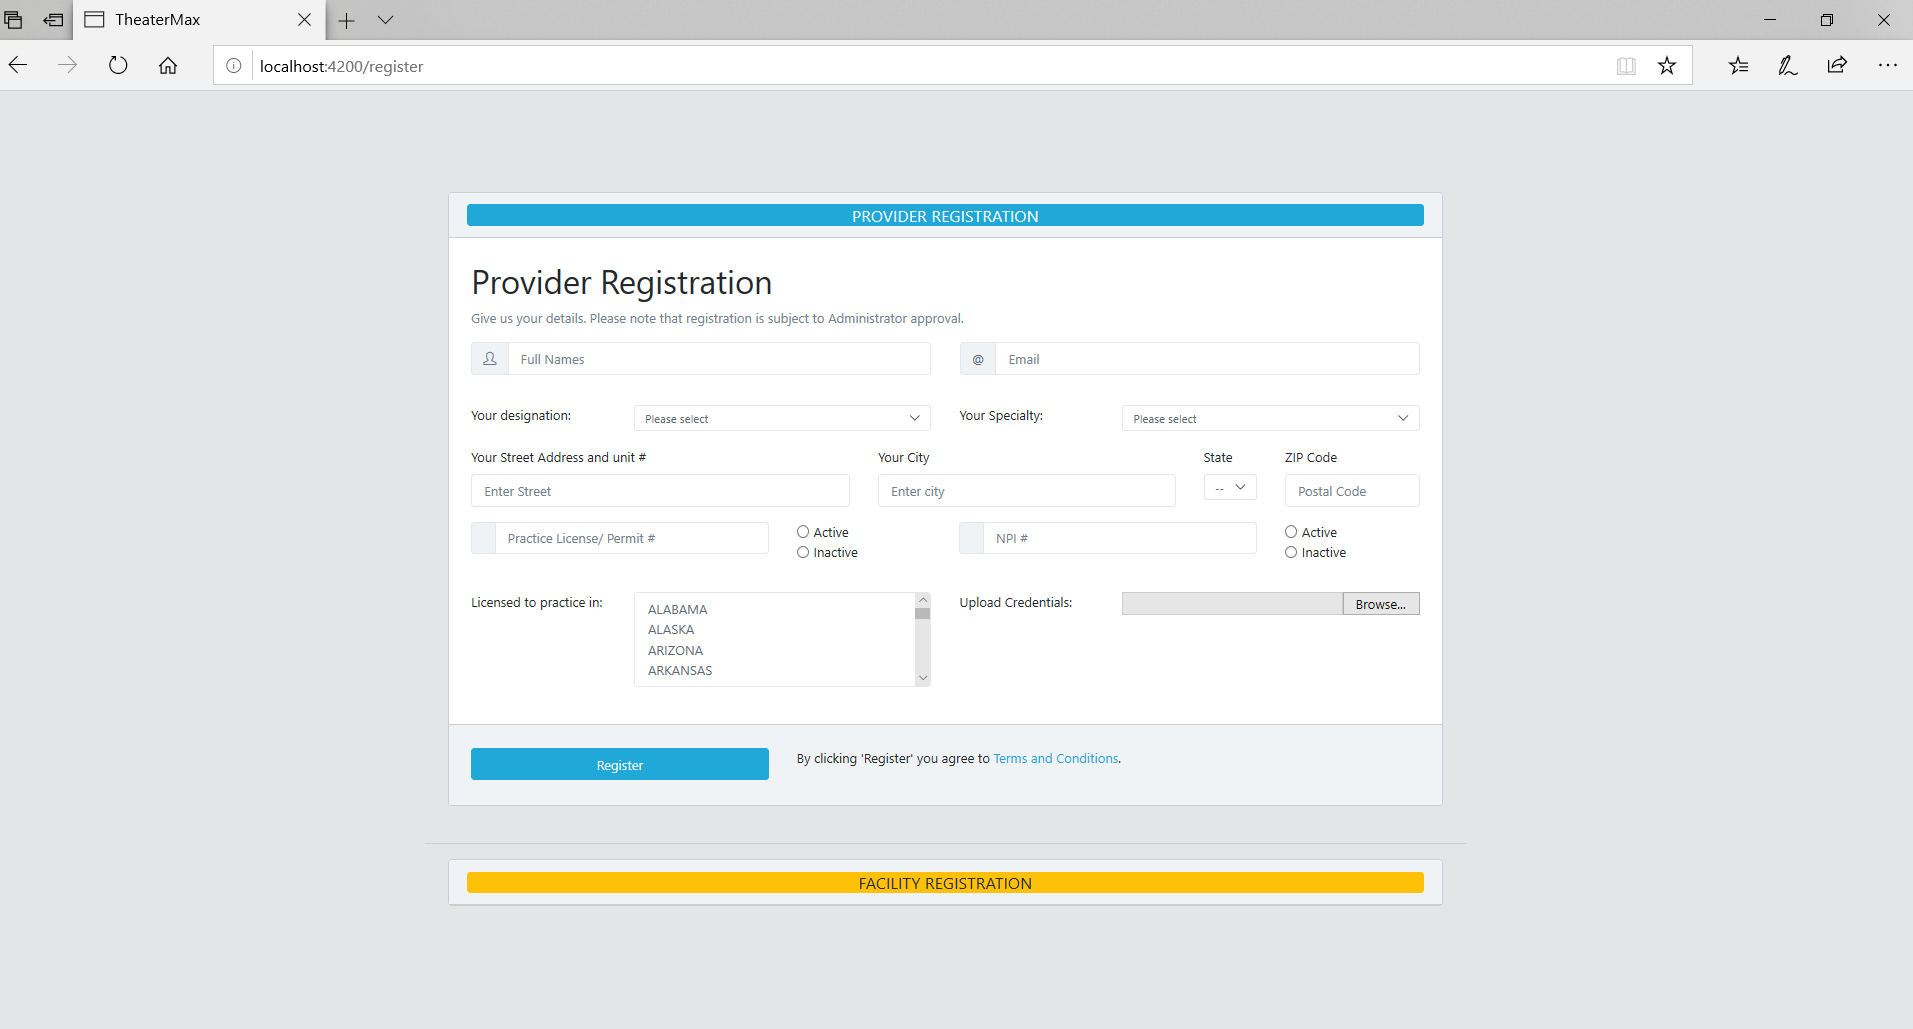 TheaterMax
localhost:4200/register
PROVIDER REGISTRATION
Provider Registration
Give us your details. Please note that registration is subject to Administrator approval.
Full Names
@ Email
Your designation: Please select Your Specialty: Please select
Your Street Address and unit # Your City State ZIP Code
Enter Street Enter city -- Postal Code
Practice License/ Permit # Active NPI # Active
Inactive Inactive
Licensed to practice in: Upload Credentials: Browse...
ALABAMA
ALASKA
ARIZONA
ARKANSAS
Register By clicking 'Register' you agree to Terms and Conditions.
FACILITY REGISTRATION